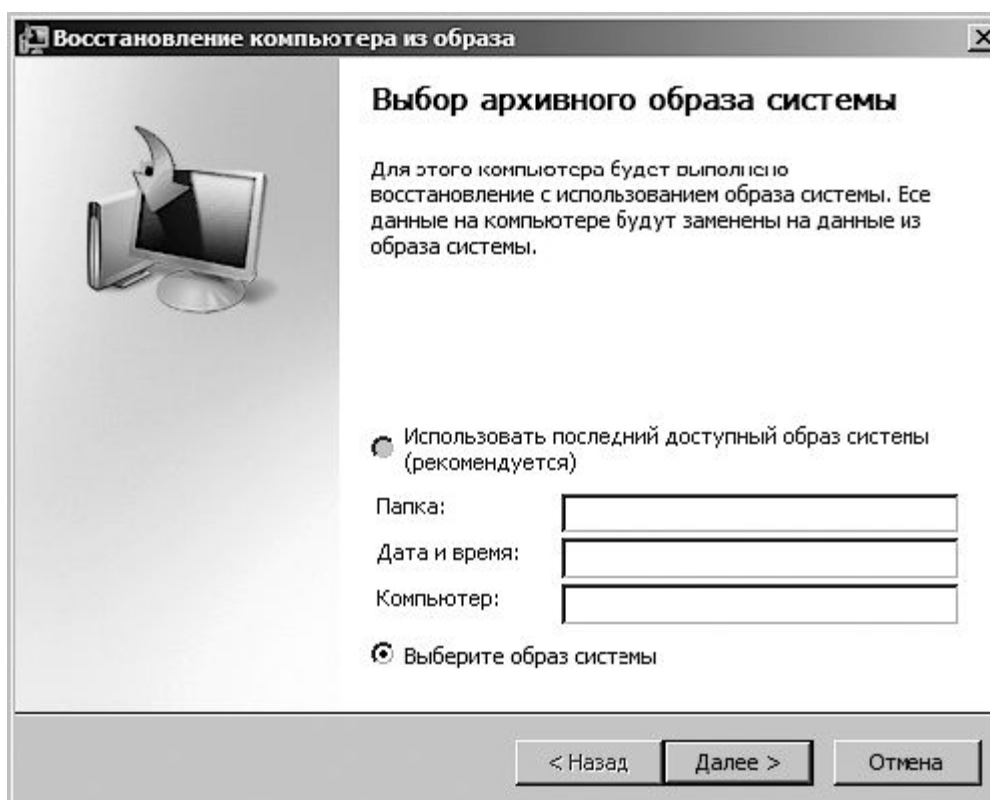 Восстановление компьютера из образа
Выбор архивного образа системы
Для этого компьютера будет выполнено
восстановление с использованием образа системы. Все
данные на компьютере будут заменены на данные из
образа системы.
Использовать последний доступный образ системы
(рекомендуется)
Папка:
Дата и время:
Компьютер:
Выберите образ системы
< Назад
Далее >
Отмена